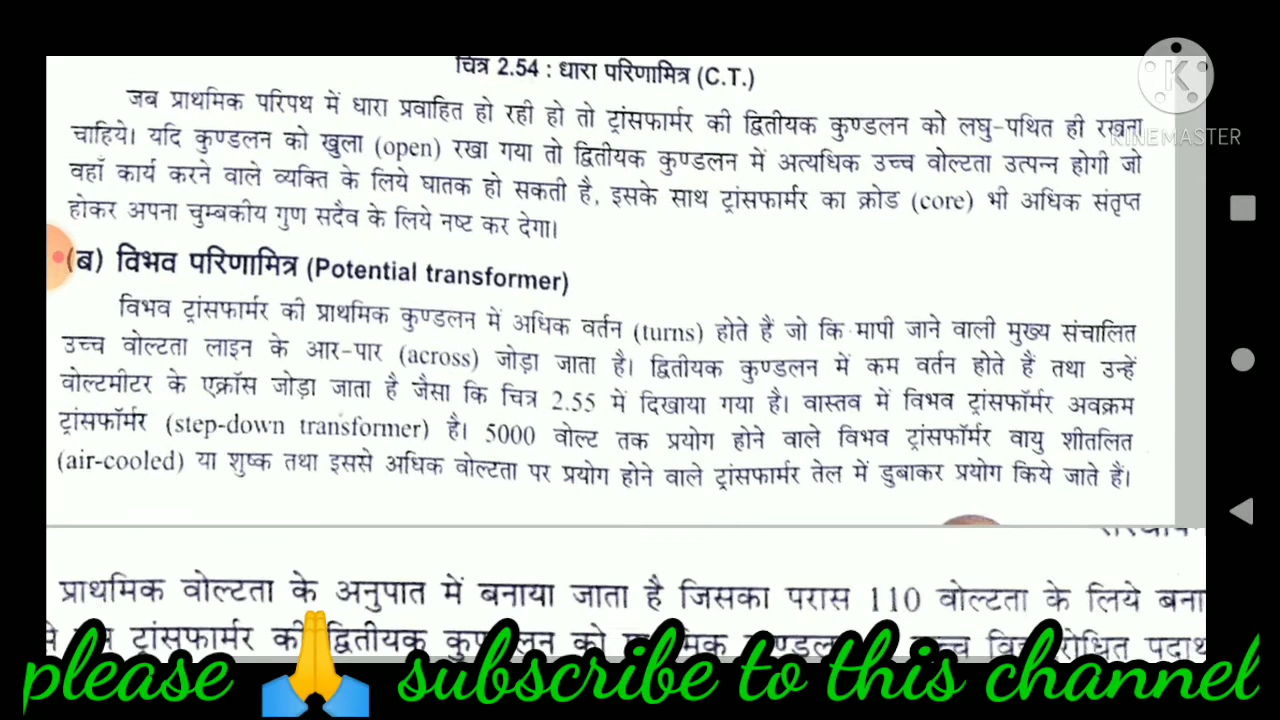 चित्र 2.54 : धारा परिणामित्र (C.T.)
जब प्राथमिक परिपथ में धारा प्रवाहित हो रही हो तो ट्रांसफार्मर की द्वितीयक कुण्डलन को लघु-पथित ही रखना
चाहिये। यदि कुण्डलन को खुला (open) रखा गया तो द्वितीयक कुण्डलन में अत्यधिक उच्च वोल्टता उत्पन्न होगी जो
वहाँ कार्य करने वाले व्यक्ति के लिये घातक हो सकती है, इसके साथ ट्रांसफार्मर का क्रोड (core) भी अधिक संतृप्त
होकर अपना चुम्बकीय गुण सदैव के लिये नष्ट कर देगा।
KINEMASTER
(ब) विभव परिणामित्र (Potential transformer)
विभव ट्रांसफार्मर की प्राथमिक कुण्डलन में अधिक वर्तन (turns) होते हैं जो कि मापी जाने वाली मुख्य संचालित
उच्च वोल्टता लाइन के आर-पार (across) जोड़ा जाता है। द्वितीयक कुण्डलन में कम वर्तन होते हैं तथा उन्हें
वोल्टमीटर के एक्रॉस जोड़ा जाता है जैसा कि चित्र 2.55 में दिखाया गया है। वास्तव में विभव ट्रांसफॉर्मर अवक्रम
ट्रांसफॉर्मर (step-down transformer) है। 5000 वोल्ट तक प्रयोग होने वाले विभव ट्रांसफॉर्मर वायु शीतलित
(air-cooled) या शुष्क तथा इससे अधिक वोल्टता पर प्रयोग होने वाले ट्रांसफार्मर तेल में डुबाकर प्रयोग किये जाते हैं।
प्राथमिक वोल्टता के अनुपात में बनाया जाता है जिसका परास 110 वोल्टता के लिये बना
ट्रांसफार्मर की द्वितीयक को
please 🙏 subscribe to this channel